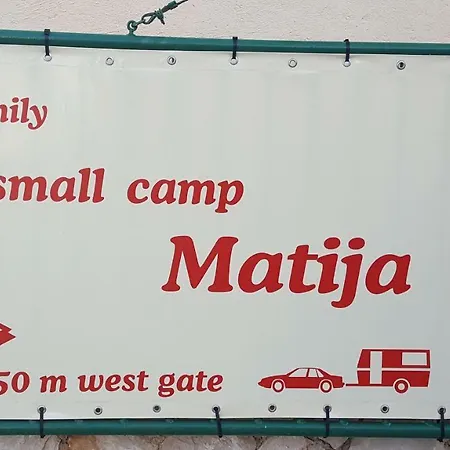 mily
small camp
Matija
50 m west gate